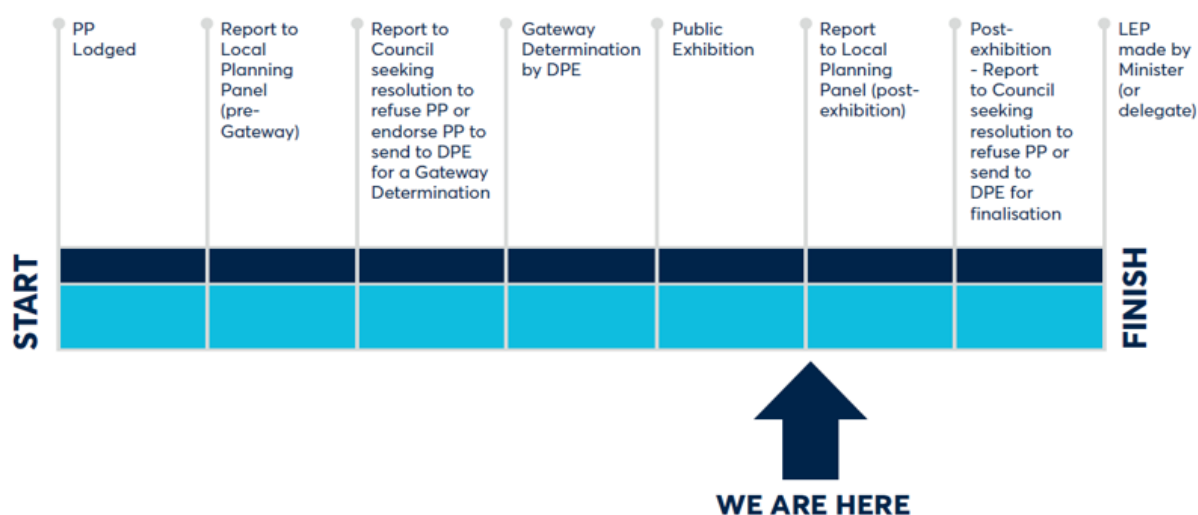 PP
Lodged
Report to
Local
Planning
Panel
(pre-
Gateway)
Report to
Council
seeking
resolution to
refuse PP or
endorse PP to
send to DPE
for a Gateway
Determination
Gateway
Determination
by DPE
Public
Exhibition
Report
to Local
Planning
Panel (post-
exhibition)
Post-
exhibition
- Report
to Council
seeking
resolution to
refuse PP or
send to
DPE for
finalisation
LEP
made by
Minister
(or
delegate)
START
FINISH
WE ARE HERE